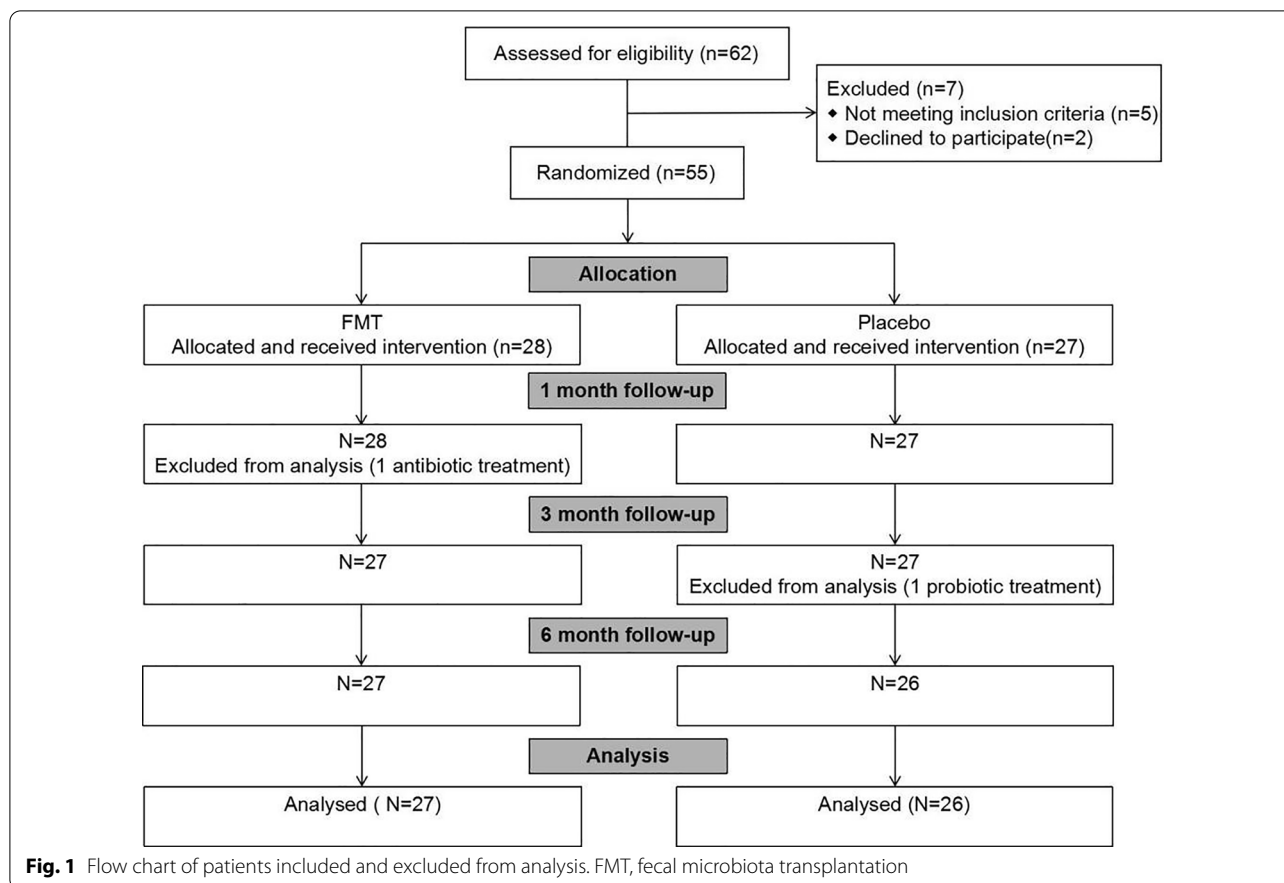 Assessed for eligibility (n=62)
Excluded (n=7)
◆ Not meeting inclusion criteria (n=5)
◆ Declined to participate(n=2)
Randomized (n=55)
Allocation
FMT
Allocated and received intervention (n=28)
Placebo
Allocated and received intervention (n=27)
1 month follow-up
N=28
Excluded from analysis (1 antibiotic treatment)
N=27
3 month follow-up
N=27
N=27
Excluded from analysis (1 probiotic treatment)
6 month follow-up
N=27
N=26
Analysis
Analysed ( N=27)
Analysed (N=26)
Fig. 1 Flow chart of patients included and excluded from analysis. FMT, fecal microbiota transplantation